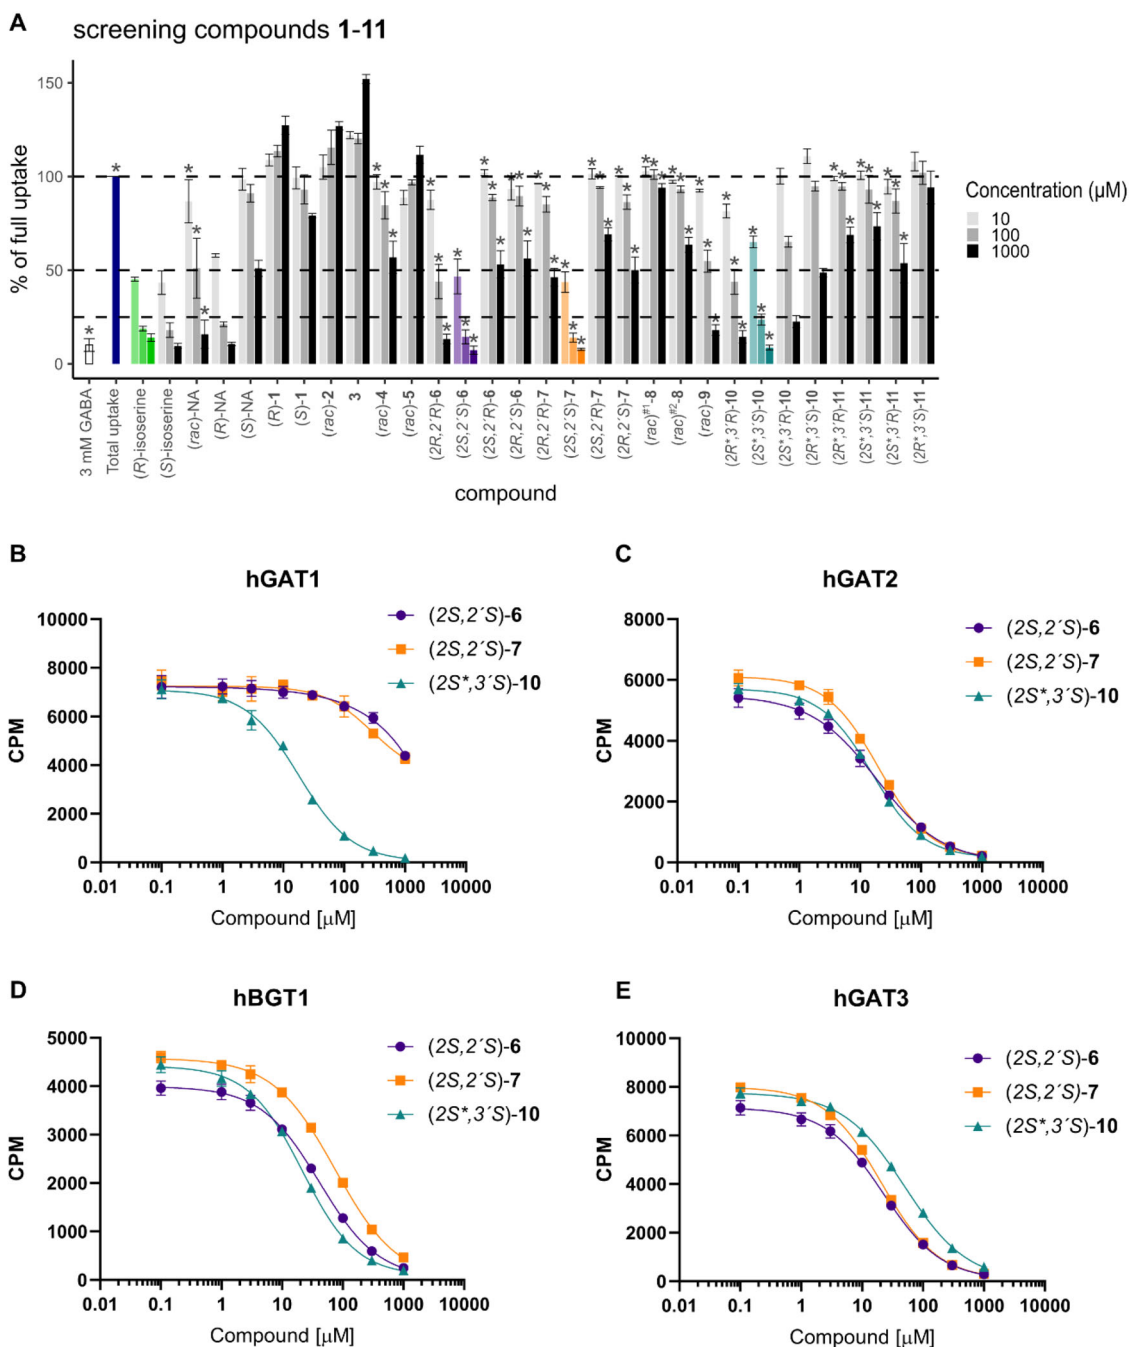 A
screening compounds 1-11
150
100
50
0
% of full uptake
* * * * * * * * * * * * * * * * * * * * * * * * * * * * * * * * * * * * * * * * * * * * * * * * * *
Concentration (µM)
10
100
1000
3 mM GABA
Total uptake
(R)-isoserine
(S)-isoserine
(rac)-NA
(R)-NA
(S)-NA
(R)-1
(S)-1
(rac)-2
3
(rac)-4
(rac)-5
(2R,2´R)-6
(2S,2´S)-6
(2S,2´R)-6
(2R,2´S)-6
(2R,2´R)-7
(2S,2´S)-7
(2S,2´R)-7
(2R,2´S)-7
(rac)#1-8
(rac)#2-8
(rac)-9
(2R*,3´R)-10
(2S*,3´S)-10
(2S*,3´R)-10
(2R*,3´S)-10
(2R*,3´R)-11
(2S*,3´S)-11
(2S*,3´R)-11
(2R*,3´S)-11
compound
B
hGAT1
(2S,2´S)-6
(2S,2´S)-7
(2S*,3´S)-10
10000
8000
6000
4000
2000
0
CPM
0.01 0.1 1 10 100 1000 10000
Compound [µM]
C
hGAT2
(2S,2´S)-6
(2S,2´S)-7
(2S*,3´S)-10
8000
6000
4000
2000
0
CPM
0.01 0.1 1 10 100 1000 10000
Compound [µM]
D
hBGT1
(2S,2´S)-6
(2S,2´S)-7
(2S*,3´S)-10
5000
4000
3000
2000
1000
0
CPM
0.01 0.1 1 10 100 1000 10000
Compound [µM]
E
hGAT3
(2S,2´S)-6
(2S,2´S)-7
(2S*,3´S)-10
10000
8000
6000
4000
2000
0
CPM
0.01 0.1 1 10 100 1000 10000
Compound [µM]